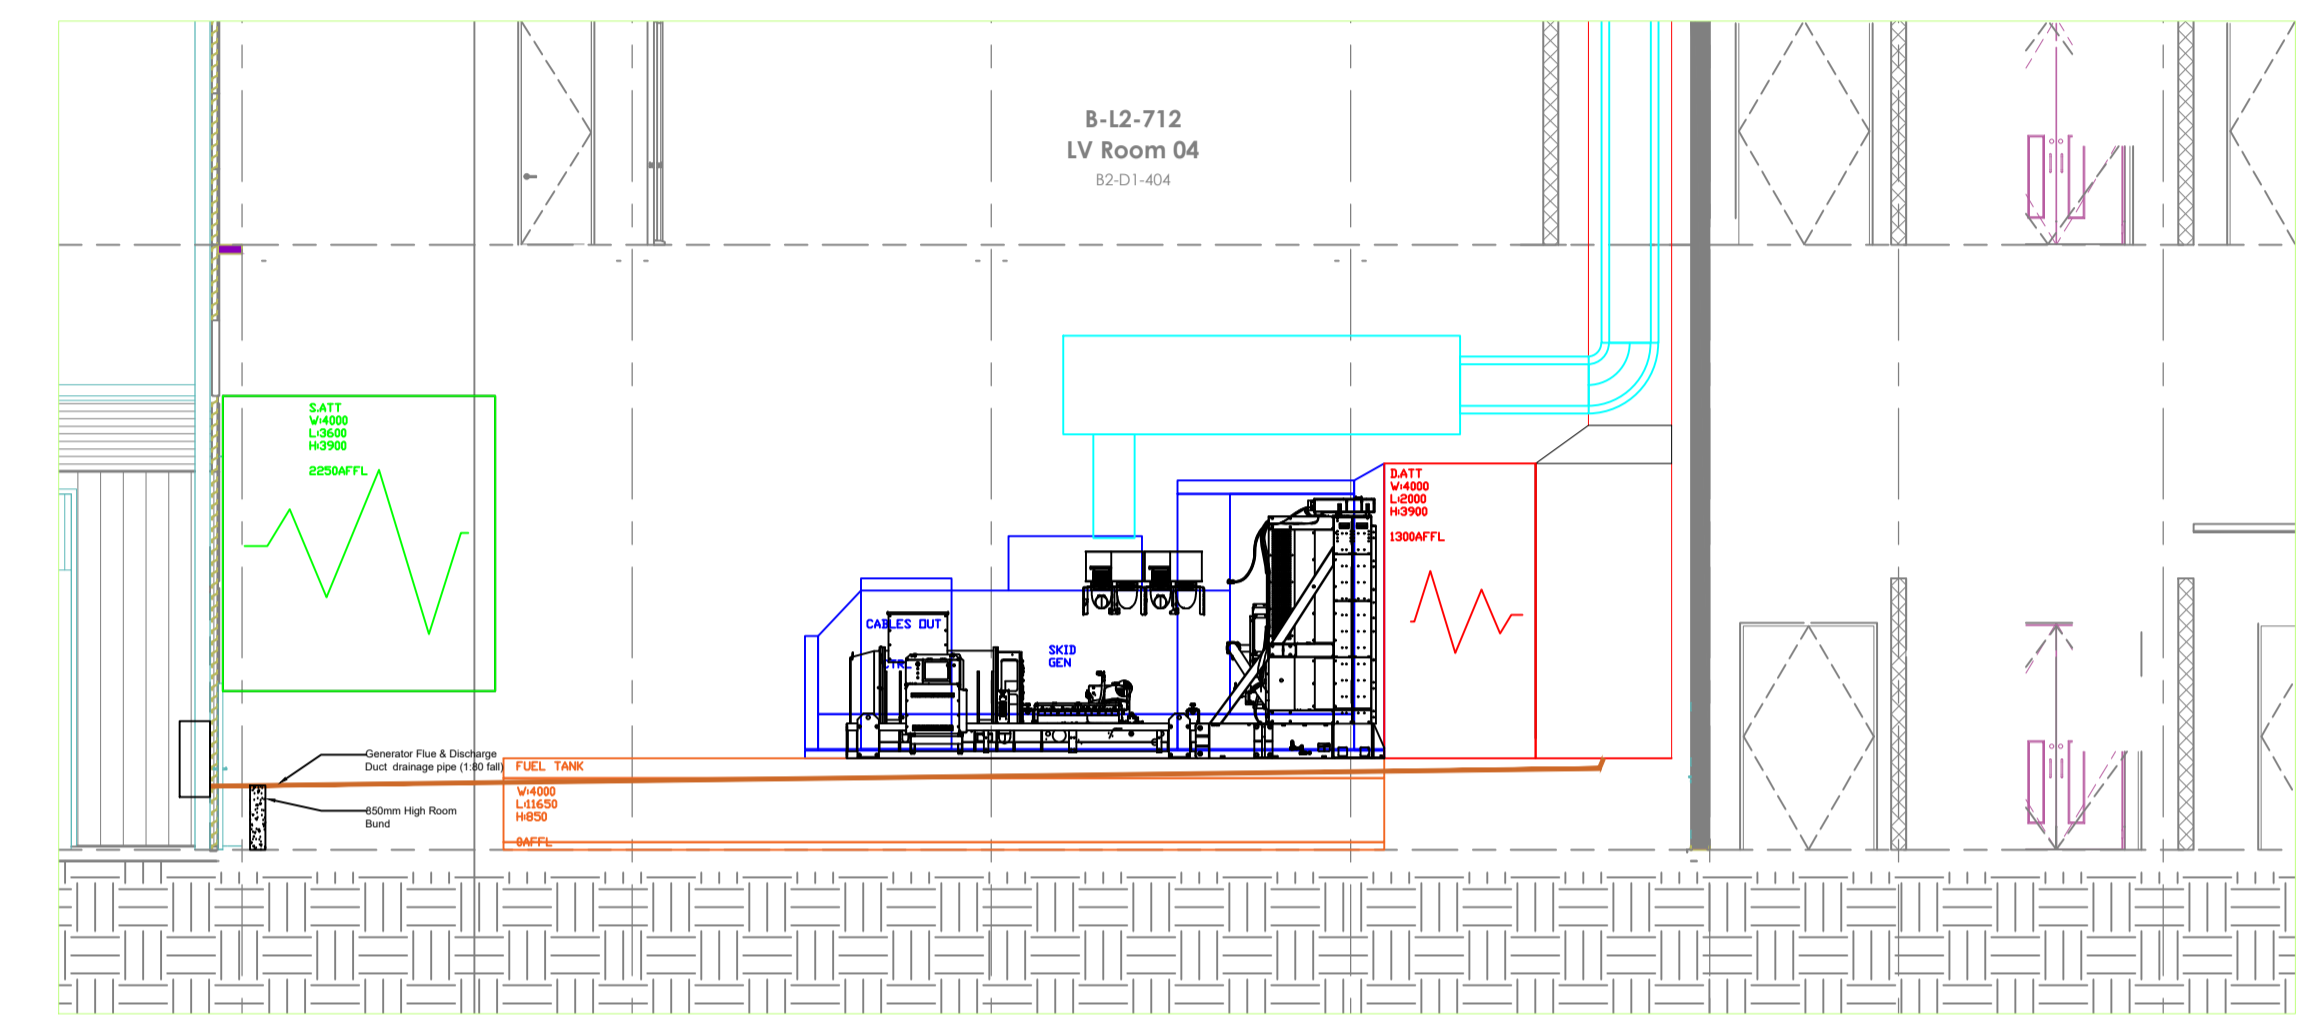 B-L2-712
LV Room 04
B2-D1-404
S.ATT
W:4000
L:3600
H:3900
2250AFFL
D.ATT
W:4000
L:2000
H:3900
1300AFFL
CABLES OUT
CTRL
SKID
GEN
Generator Flue & Discharge
Duct drainage pipe (1:80 fall)
FUEL TANK
W:4000
L:11650
H:850
0AFFL
850mm High Room
Bund